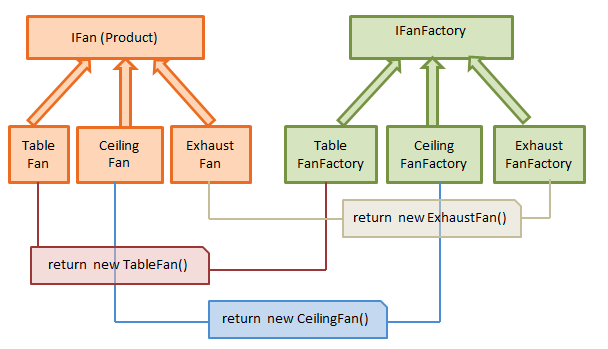 IFan (Product)
IFanFactory
Table
Fan
Ceiling
Fan
Exhaust
Fan
Table
FanFactory
Ceiling
FanFactory
Exhaust
FanFactory
return new ExhaustFan()
return new TableFan()
return new CeilingFan()